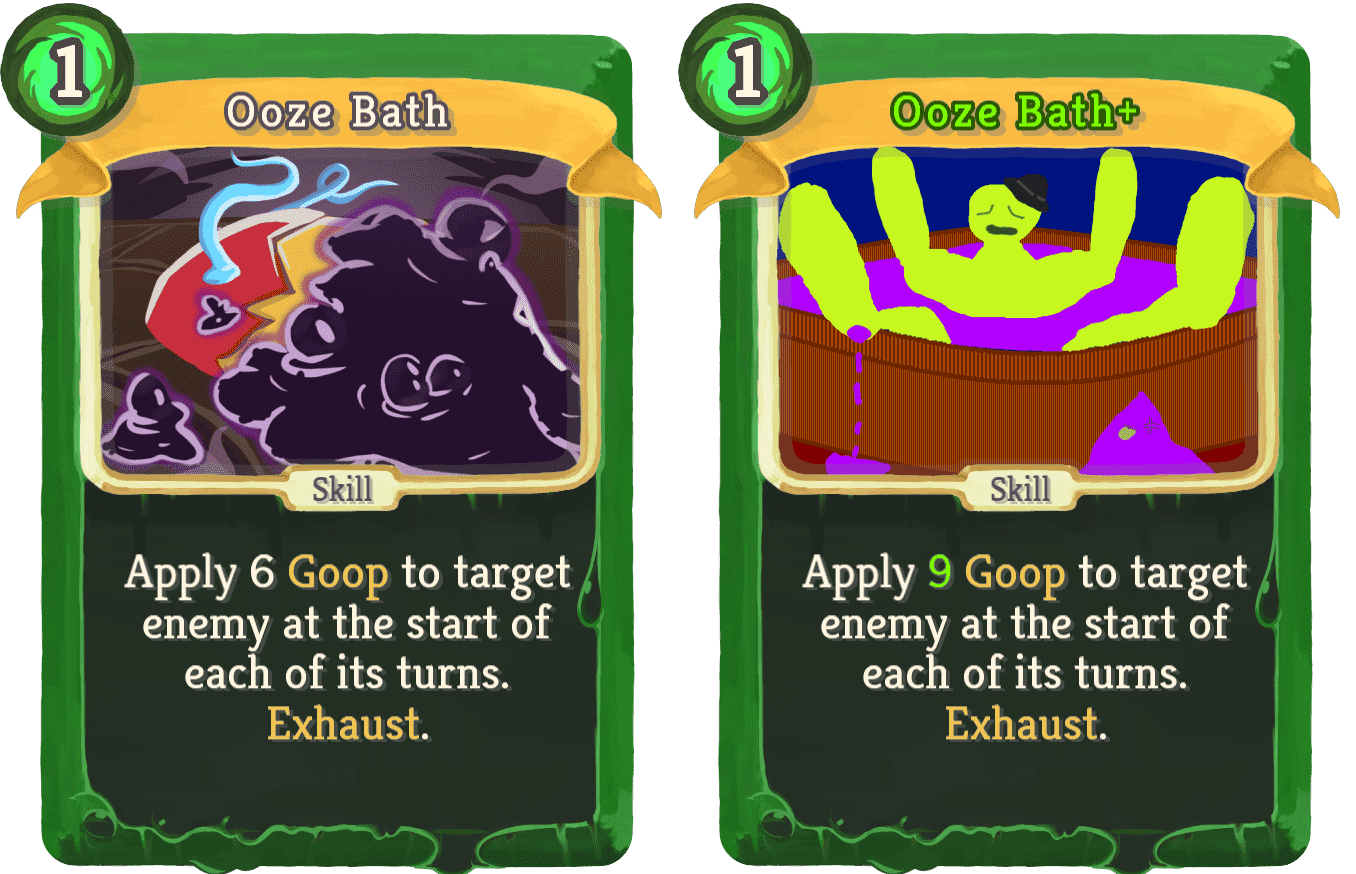 1
Ooze Bath
Skill
Apply 6 Goop to target
enemy at the start of
each of its turns.
Exhaust.
1
Ooze Bath+
Skill
Apply 9 Goop to target
enemy at the start of
each of its turns.
Exhaust.